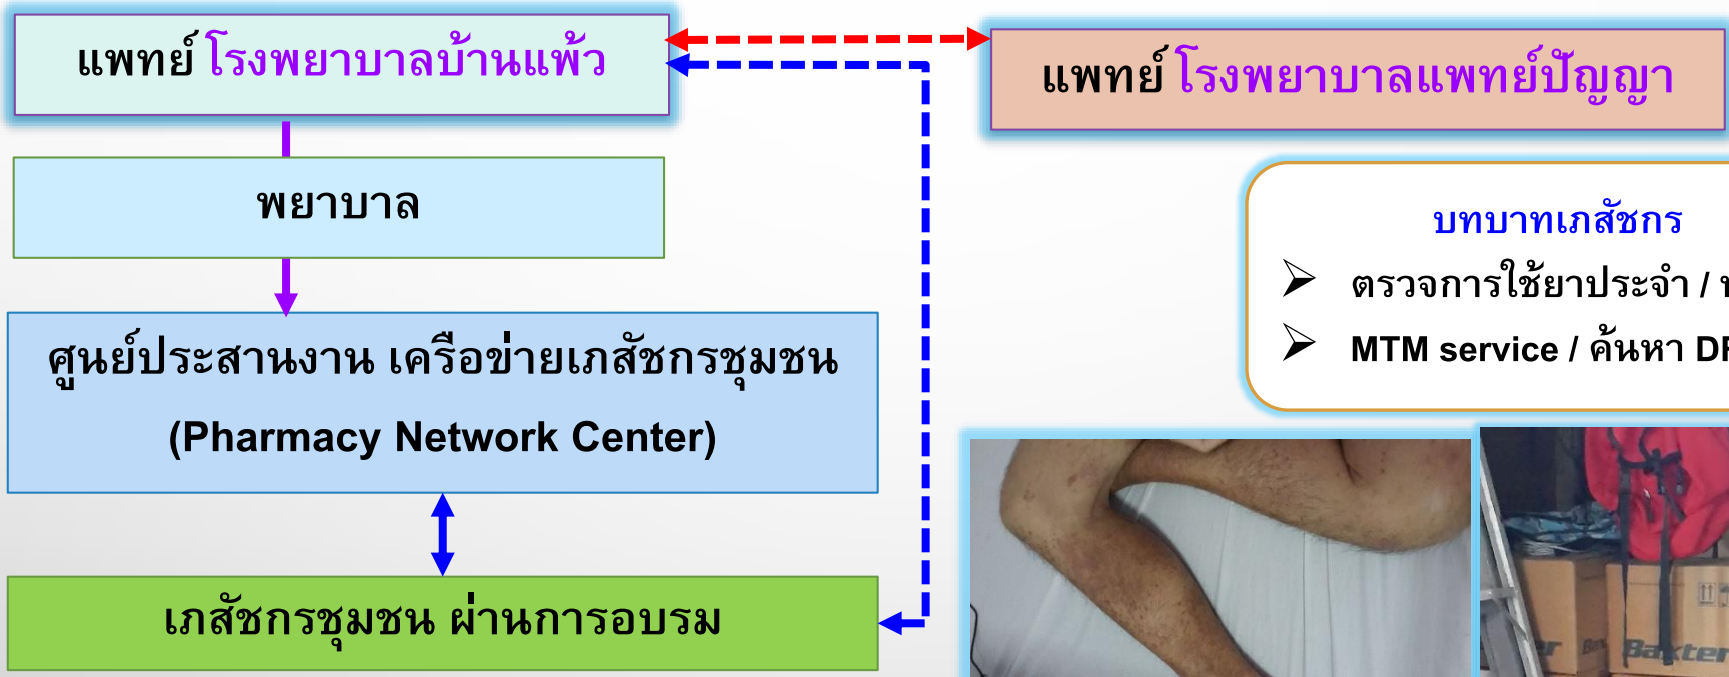 แพทย์ โรงพยาบาลบ้านแพ้ว
แพทย์ โรงพยาบาลแพทย์ปัญญา
พยาบาล
ศูนย์ประสานงาน เครือข่ายเภสัชกรชุมชน
(Pharmacy Network Center)
เภสัชกรชุมชน ผ่านการอบรม
บทบาทเภสัชกร
ตรวจการใช้ยาประจำ /
MTM service / ค้นหา
Baxter